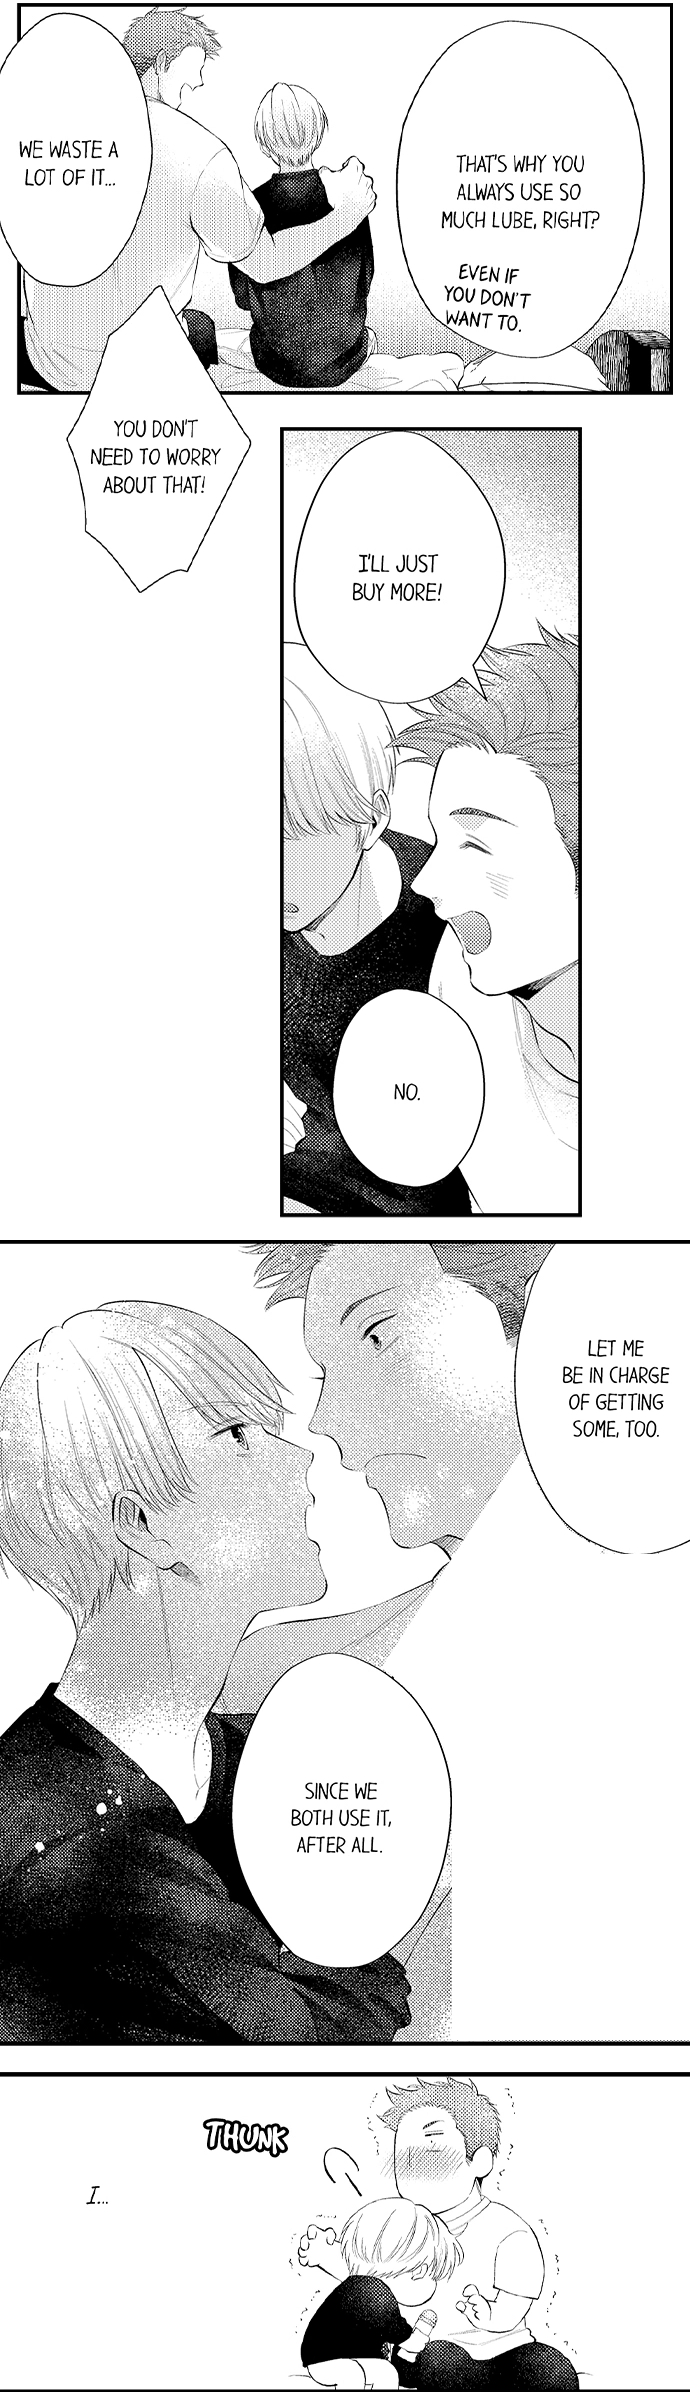 WE WASTE A
LOT OF IT...
THAT'S WHY YOU
ALWAYS USE SO
MUCH LUBE, RIGHT?
EVEN IF
YOU DON'T
WANT TO.
YOU DON'T
NEED TO WORRY
ABOUT THAT!
I'LL JUST
BUY MORE!
NO.
LET ME
BE IN CHARGE
OF GETTING
SOME, TOO.
SINCE WE
BOTH USE IT,
AFTER ALL.
THUNK
I...